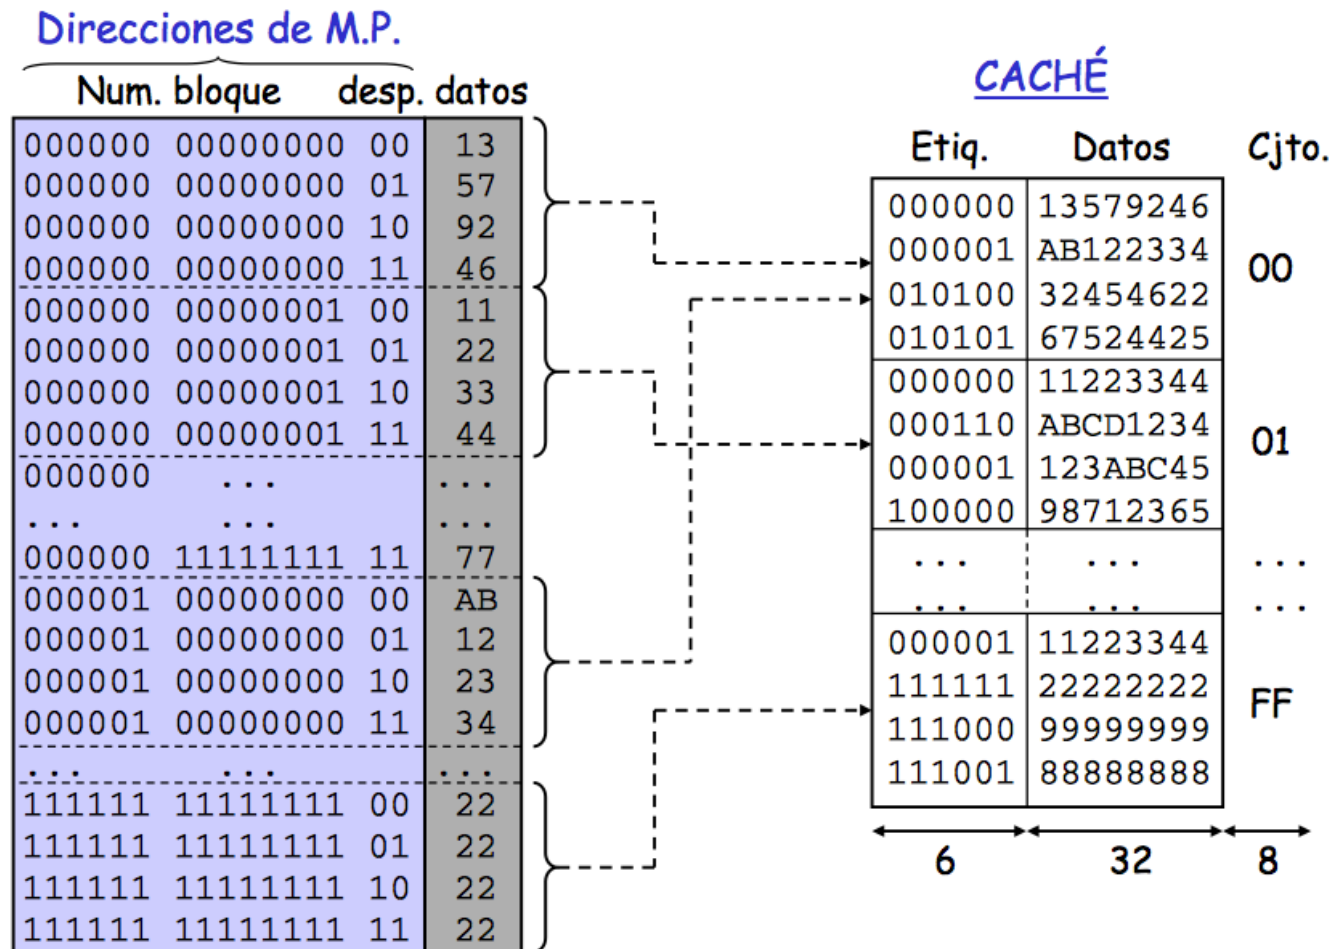 Direcciones de M.P.
Num. bloque desp. datos
000000 00000000 00 13
000000 00000000 01 57
000000 00000000 10 92
000000 00000000 11 46
000000 00000001 00 11
000000 00000001 01 22
000000 00000001 10 33
000000 00000001 11 44
000000 ... ...
... ... ...
000000 11111111 11 77
000001 00000000 00 AB
000001 00000000 01 12
000001 00000000 10 23
000001 00000000 11 34
... ... ...
111111 11111111 00 22
111111 11111111 01 22
111111 11111111 10 22
111111 11111111 11 22
CACHÉ
Etiq. Datos Cjto.
000000 13579246
000001 AB122334
00
010100 32454622
010101 67524425
000000 11223344
000110 ABCD1234
01
000001 123ABC45
100000 98712365
... ... ...
... ... ...
000001 11223344
111111 22222222
FF
111000 99999999
111001 88888888
6 32 8